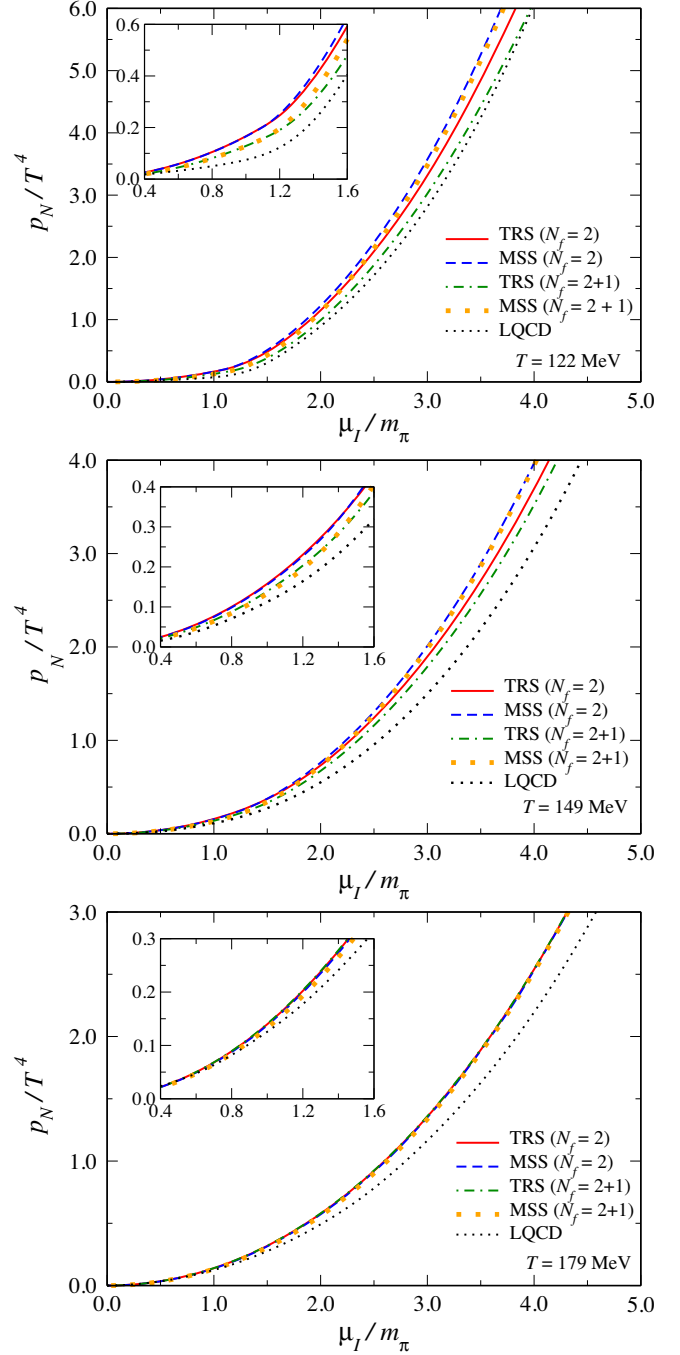 6.0
5.0
4.0
3.0
2.0
1.0
0.0
p_N / T^4
0.6
0.4
0.2
0.0
0.4 0.8 1.2 1.6
TRS (N_f = 2)
MSS (N_f = 2)
TRS (N_f = 2+1)
MSS (N_f = 2 + 1)
LQCD
T = 122 MeV
0.0 1.0 2.0 3.0 4.0 5.0
μ_I / m_π
4.0
3.0
2.0
1.0
0.0
p_N / T^4
0.4
0.3
0.2
0.1
0.0
0.4 0.8 1.2 1.6
TRS (N_f = 2)
MSS (N_f = 2)
TRS (N_f = 2+1)
MSS (N_f = 2+1)
LQCD
T = 149 MeV
0.0 1.0 2.0 3.0 4.0 5.0
μ_I / m_π
3.0
2.0
1.0
0.0
p_N / T^4
0.3
0.2
0.1
0.0
0.4 0.8 1.2 1.6
TRS (N_f = 2)
MSS (N_f = 2)
TRS (N_f = 2+1)
MSS (N_f = 2+1)
LQCD
T = 179 MeV
0.0 1.0 2.0 3.0 4.0 5.0
μ_I / m_π